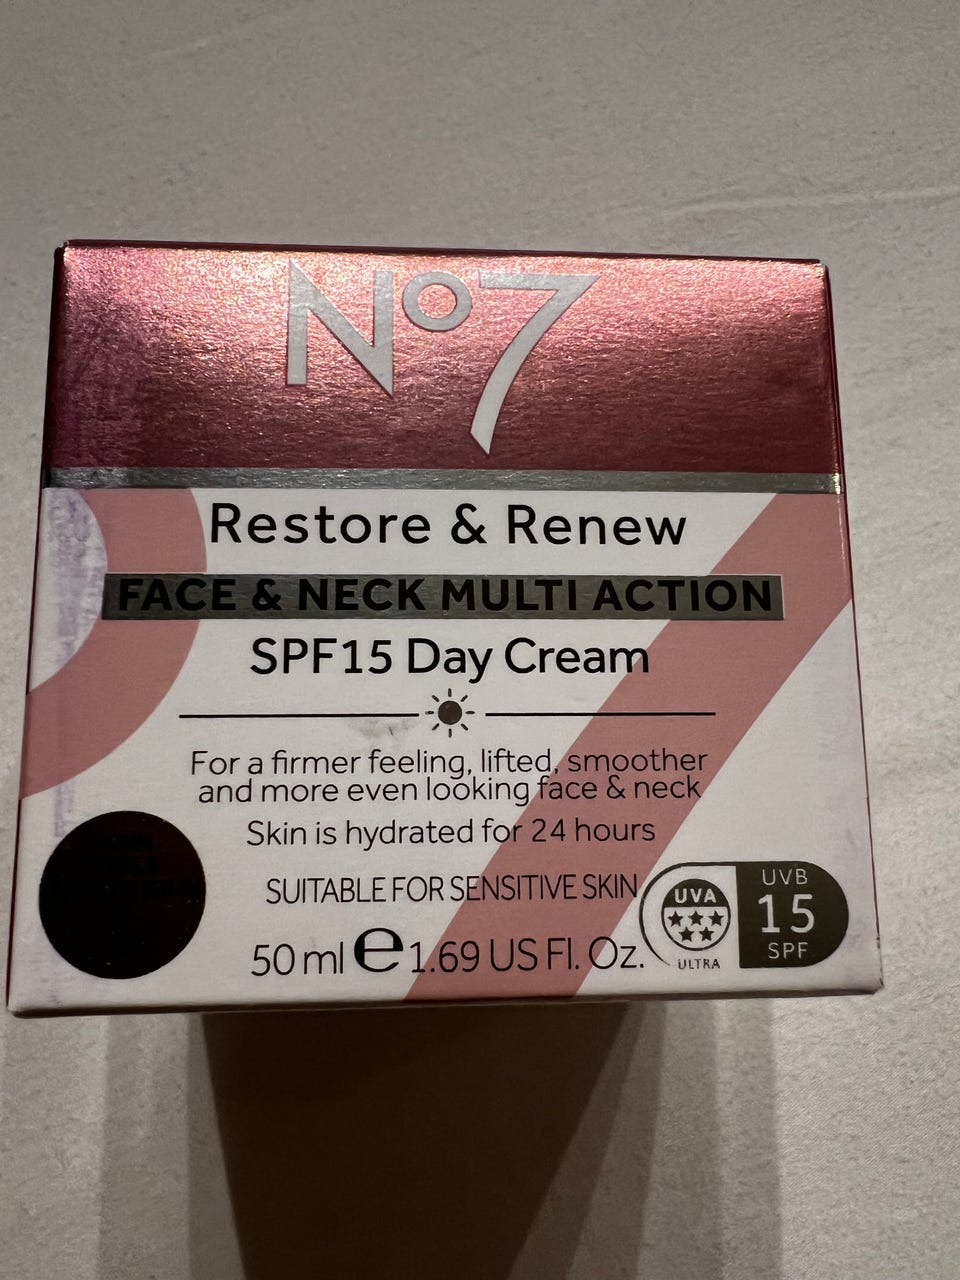 No7
Restore & Renew
FACE & NECK MULTI ACTION
SPF15 Day Cream
For a firmer feeling, lifted, smoother
and more even looking face & neck
Skin is hydrated for 24 hours
SUITABLE FOR SENSITIVE SKIN
50 ml e 1.69 US Fl. Oz.
UVA
ULTRA
UVB
15
SPF